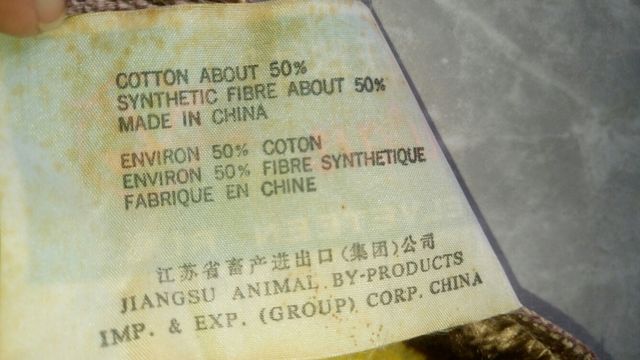 COTTON ABOUT 50%
SYNTHETIC FIBRE ABOUT 50%
MADE IN CHINA
ENVIRON 50% COTON
ENVIRON 50% FIBRE SYNTHETIQUE
FABRIQUE EN CHINE
江苏省畜产进出口(集团)公司
JIANGSU ANIMAL BY-PRODUCTS
IMP. & EXP. (GROUP) CORP. CHINA